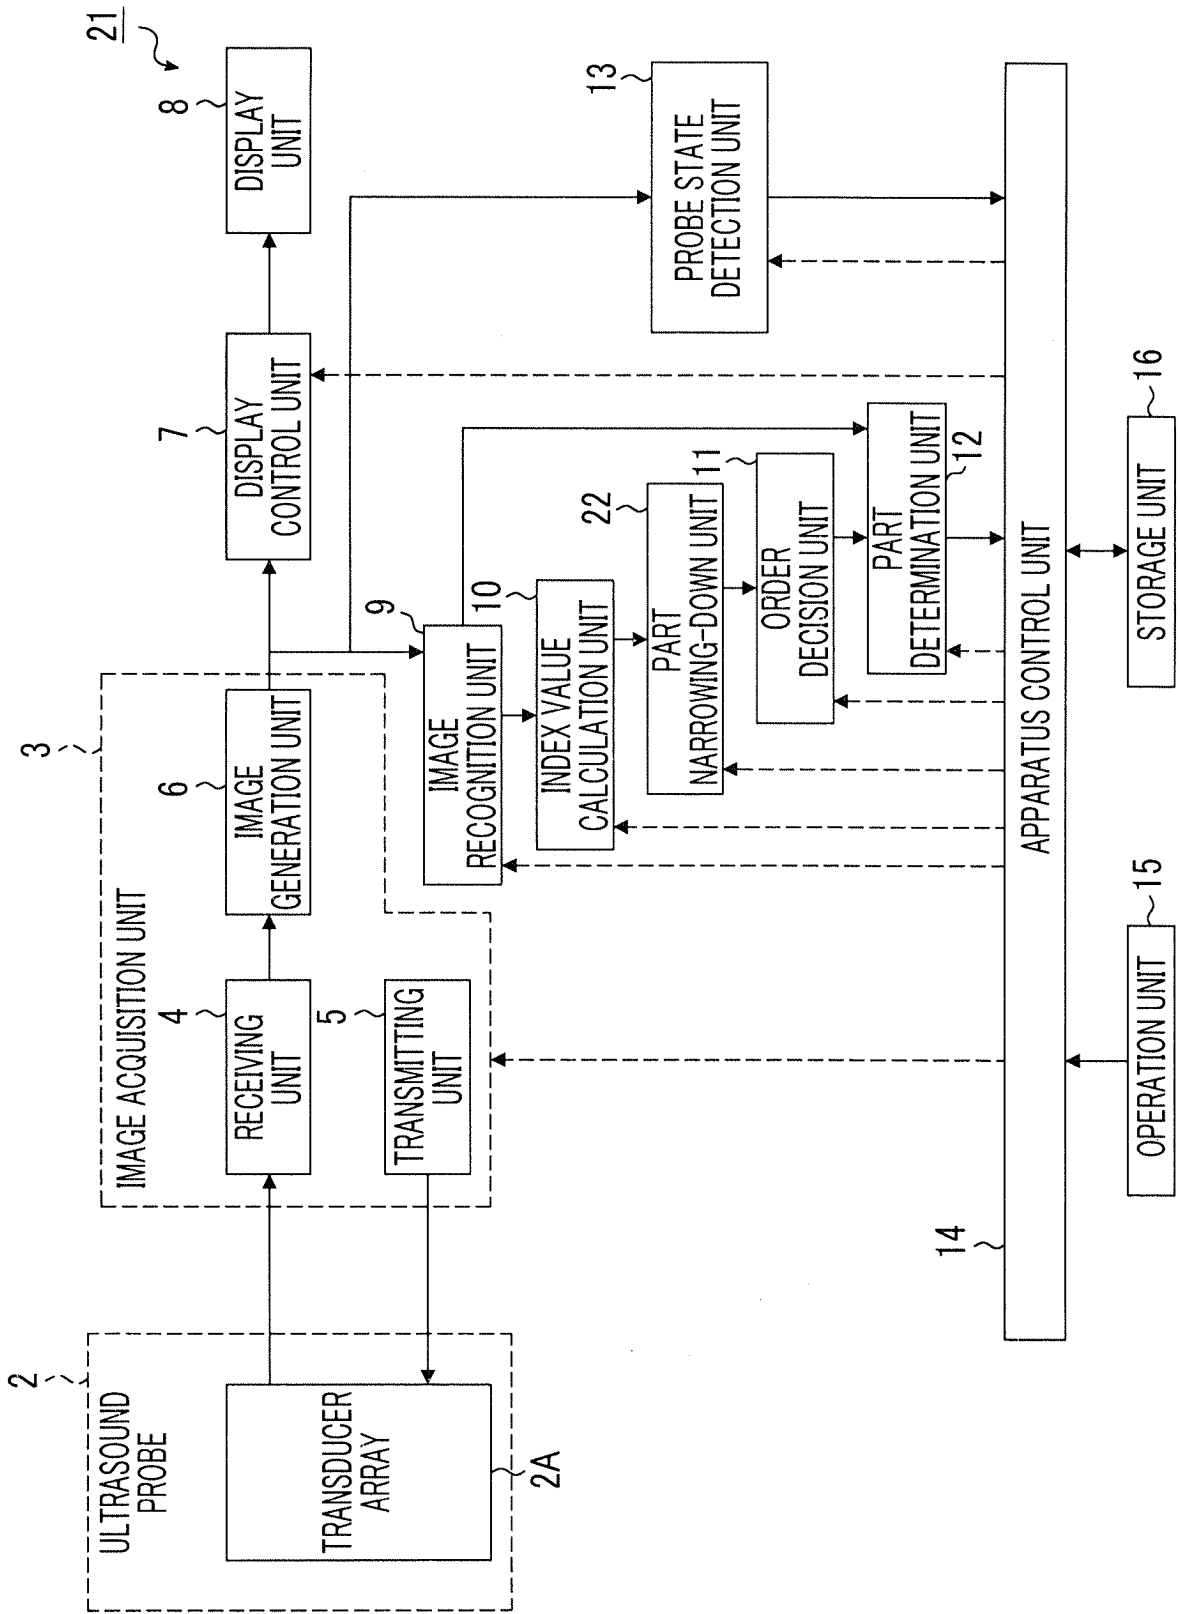 21
ULTRASOUND
PROBE
2
TRANSDUCER
ARRAY
2A
IMAGE ACQUISITION UNIT
3
RECEIVING
UNIT
4
TRANSMITTING
UNIT
5
IMAGE
GENERATION UNIT
6
DISPLAY
CONTROL UNIT
7
DISPLAY
UNIT
8
IMAGE
RECOGNITION UNIT
9
INDEX VALUE
CALCULATION UNIT
10
PART
NARROWING-DOWN UNIT
22
ORDER
DECISION UNIT
11
PART
DETERMINATION UNIT
12
PROBE STATE
DETECTION UNIT
13
14
APPARATUS CONTROL UNIT
OPERATION UNIT
15
STORAGE UNIT
16